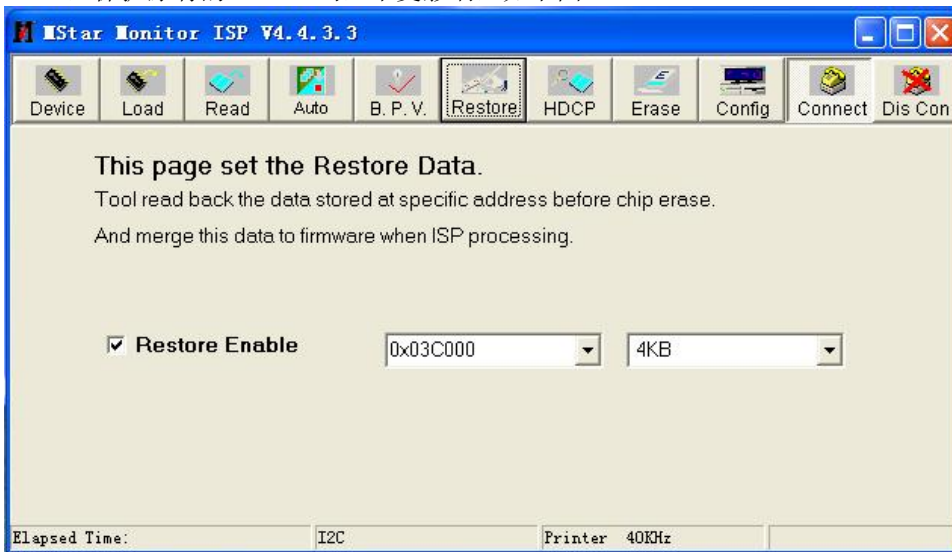 MStar Monitor ISP V4.4.3.3
Device Load Read Auto B.P.V. Restore HDCP Erase Config Connect Dis Con
This page set the Restore Data.
Tool read back the data stored at specific address before chip erase.
And merge this data to firmware when ISP processing.
Restore Enable 0x03C000 4KB
Elapsed Time: I2C Printer 40KHz